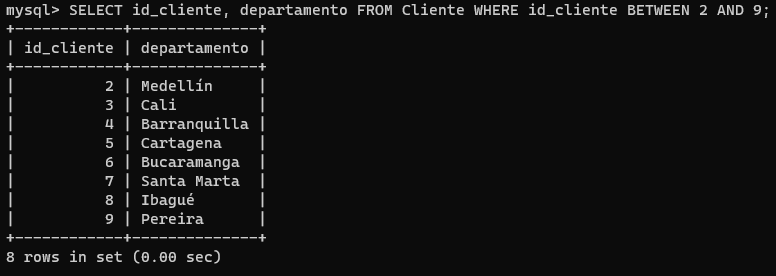 mysql> SELECT id_cliente, departamento FROM Cliente WHERE id_cliente BETWEEN 2 AND 9;
+------------+--------------+
| id_cliente | departamento |
+------------+--------------+
|          2 | Medellín     |
|          3 | Cali         |
|          4 | Barranquilla |
|          5 | Cartagena    |
|          6 | Bucaramanga  |
|          7 | Santa Marta  |
|          8 | Ibagué       |
|          9 | Pereira      |
+------------+--------------+
8 rows in set (0.00 sec)